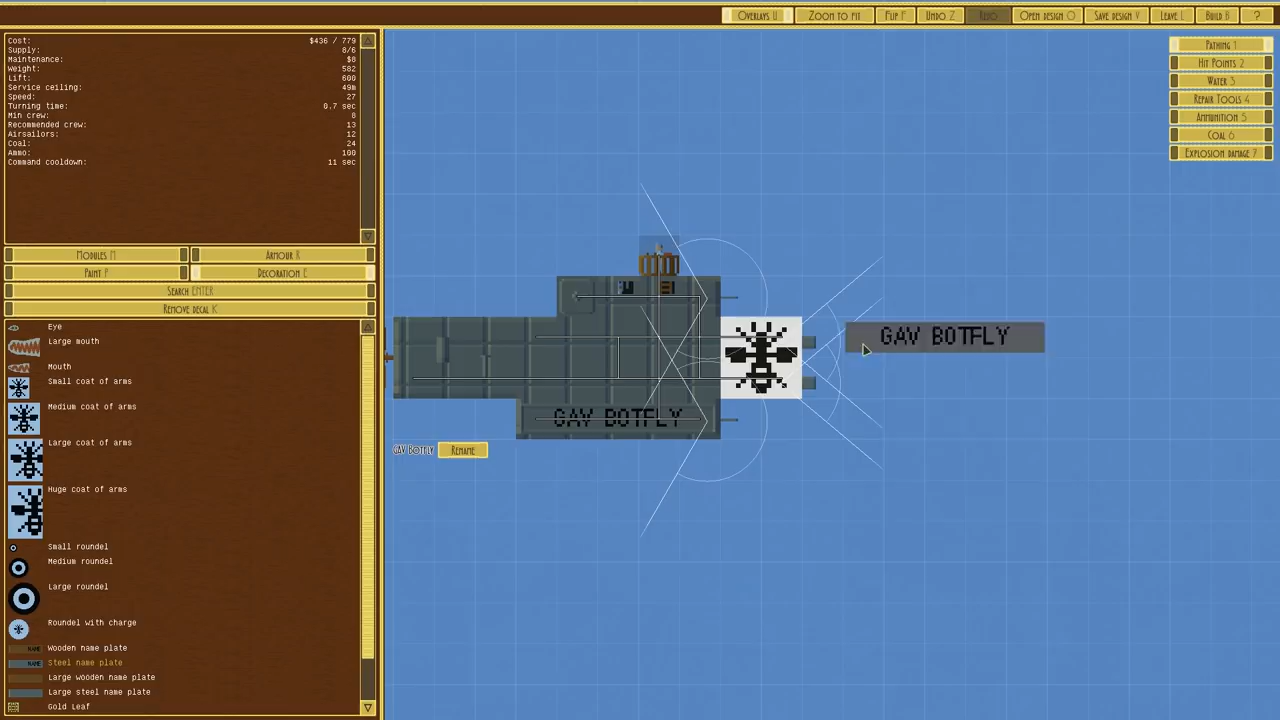 Overlays U
Zoom to fit
Flip F
Undo Z
Redo
Open design O
Save design V
Leave L
Build B
?
Cost: $436 / 779
Supply: 8/6
Maintenance: $8
Weight: 582
Lift: 600
Service ceiling: 49m
Speed: 27
Turning time: 0.7 sec
Min crew: 8
Recommended crew: 13
Airsailors: 12
Coal: 24
Ammo: 100
Command cooldown: 11 sec
Pathing 1
Hit Points 2
Water 3
Repair Tools 4
Ammunition 5
Coal 6
Explosion damage 7
Modules M
Armour R
Paint P
Decoration E
Search ENTER
Remove decal K
Eye
Large mouth
Mouth
Small coat of arms
Medium coat of arms
Large coat of arms
Huge coat of arms
Small roundel
Medium roundel
Large roundel
Roundel with charge
NAME Wooden name plate
NAME Steel name plate
Large wooden name plate
Large steel name plate
Gold Leaf
GAV BOTFLY
GAV BOTFLY
GAV Botfly
Rename